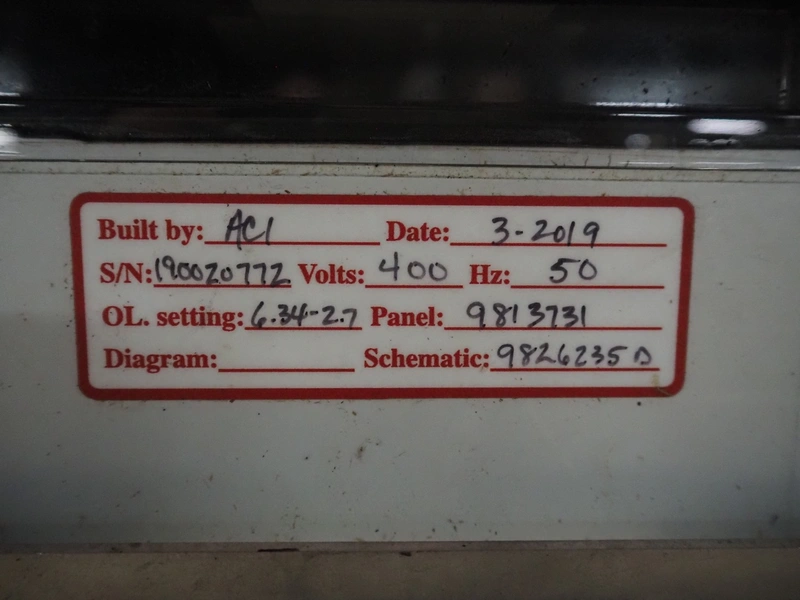 Built by: ACI Date: 3-2019
S/N: 190020772 Volts: 400 Hz: 50
OL. setting: 6.34-2.7 Panel: 9813731
Diagram: Schematic: 9826235 D